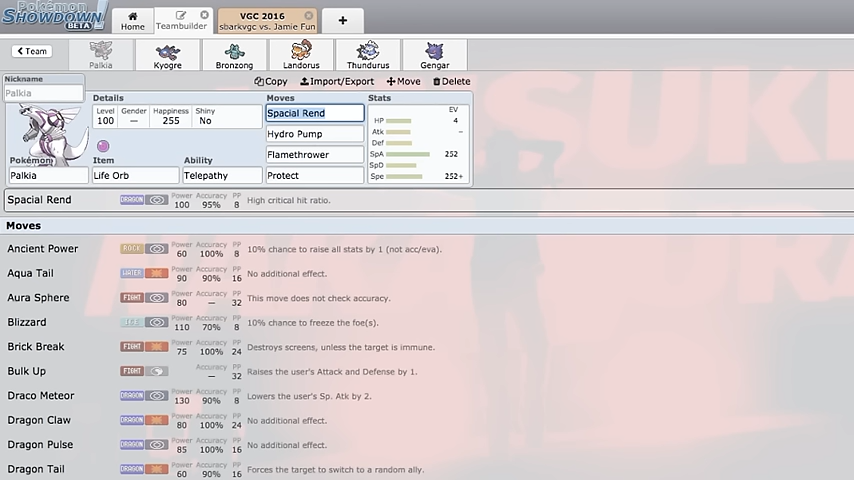 Pokémon
Showdown
BETA
Home
Teambuilder
VGC 2016
sbarkvgc vs. Jamie Fun
+
< Team
Palkia
Kyogre
Bronzong
Landorus
Thundurus
Gengar
Copy Import/Export Move Delete
Nickname
Palkia
Details
Level Gender Happiness Shiny
100 — 255 No
Pokémon Item Ability
Palkia Life Orb Telepathy
Moves
Spacial Rend
Hydro Pump
Flamethrower
Protect
Stats
EV
HP 4
Atk –
Def
SpA 252
SpD
Spe 252+
Spacial Rend DRAGON Power 100 Accuracy 95% PP 8 High critical hit ratio.
Moves
Ancient Power ROCK Power 60 Accuracy 100% PP 8 10% chance to raise all stats by 1 (not acc/eva).
Aqua Tail WATER Power 90 Accuracy 90% PP 16 No additional effect.
Aura Sphere FIGHT Power 80 Accuracy — PP 32 This move does not check accuracy.
Blizzard ICE Power 110 Accuracy 70% PP 8 10% chance to freeze the foe(s).
Brick Break FIGHT Power 75 Accuracy 100% PP 24 Destroys screens, unless the target is immune.
Bulk Up FIGHT Accuracy — PP 32 Raises the user's Attack and Defense by 1.
Draco Meteor DRAGON Power 130 Accuracy 90% PP 8 Lowers the user's Sp. Atk by 2.
Dragon Claw DRAGON Power 80 Accuracy 100% PP 24 No additional effect.
Dragon Pulse DRAGON Power 85 Accuracy 100% PP 16 No additional effect.
Dragon Tail DRAGON Power 60 Accuracy 90% PP 16 Forces the target to switch to a random ally.